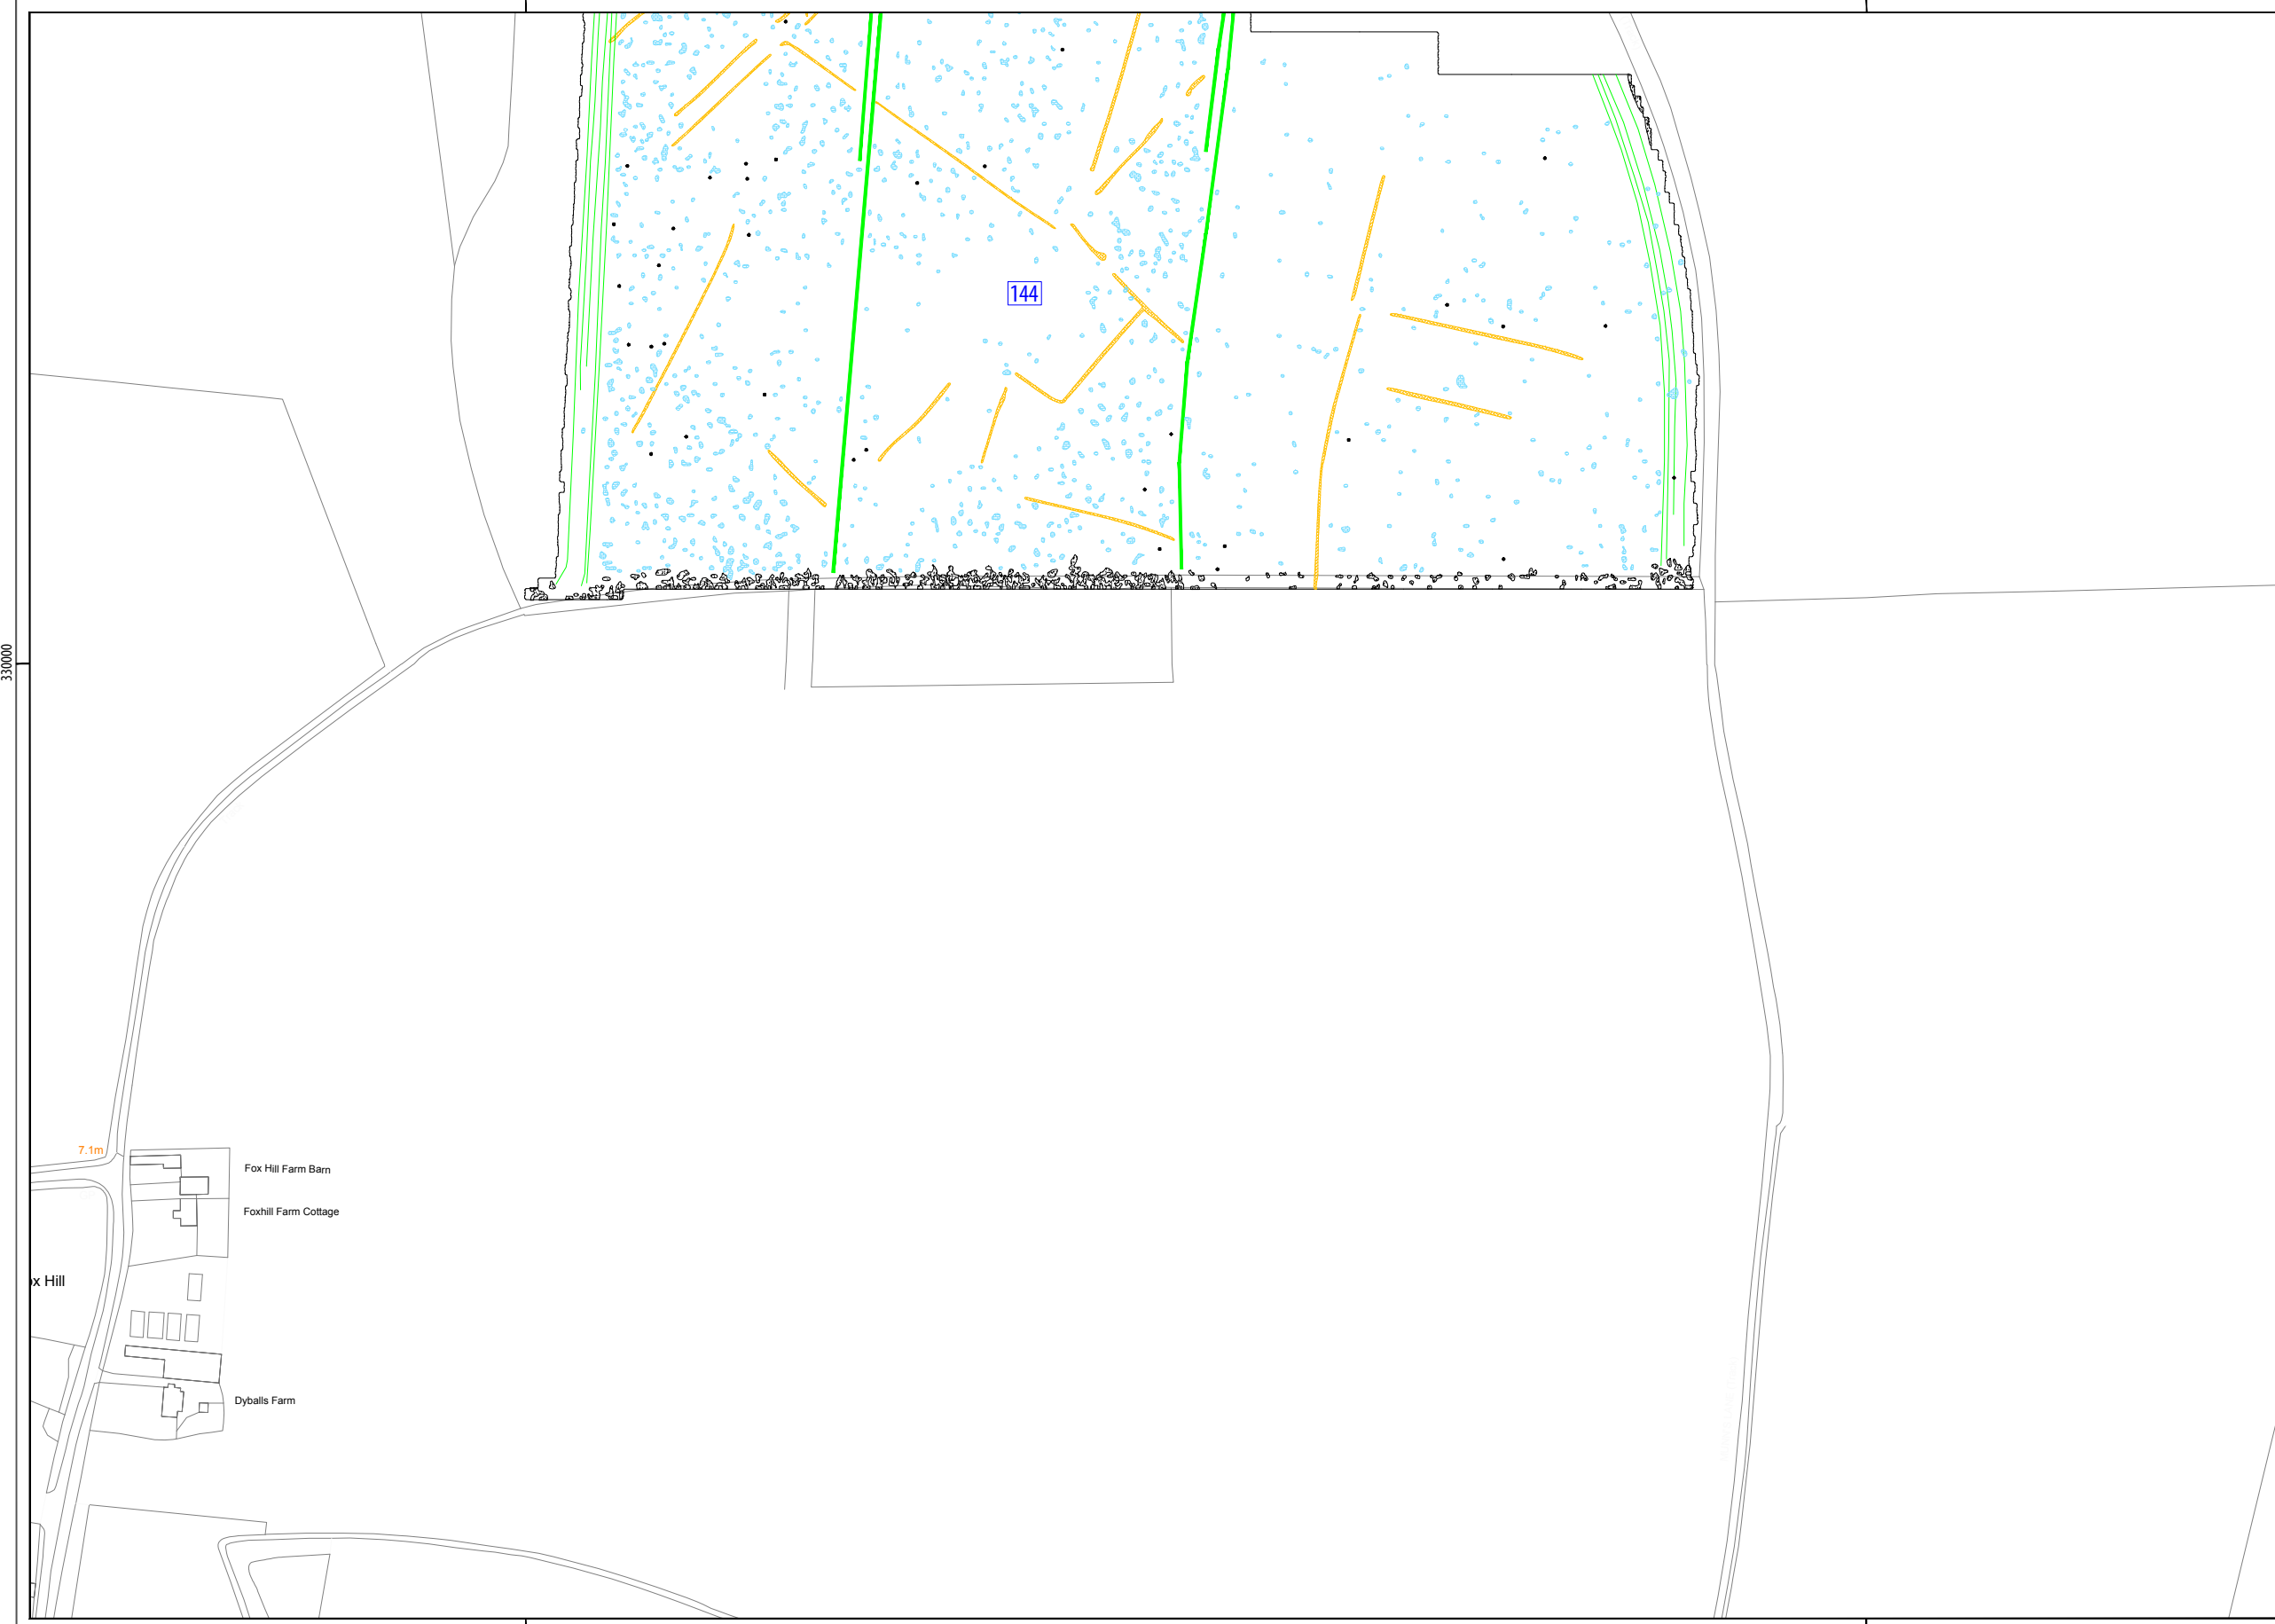 144
330000
7.1m
Fox Hill Farm Barn
Foxhill Farm Cottage
x Hill
Dyballs Farm